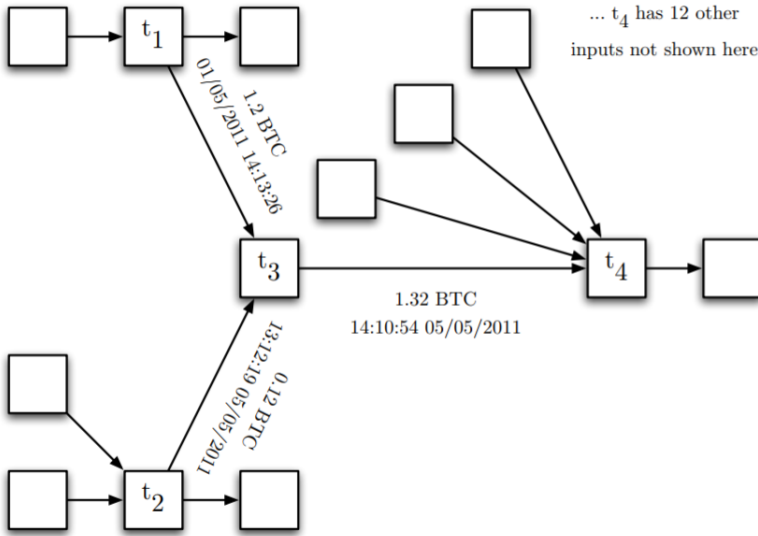 ... t4 has 12 other
inputs not shown here
t1
1.2 BTC
01/05/2011 14:13:26
t3
t4
1.32 BTC
14:10:54 05/05/2011
0.12 BTC
13:12:19 05/05/2011
t2